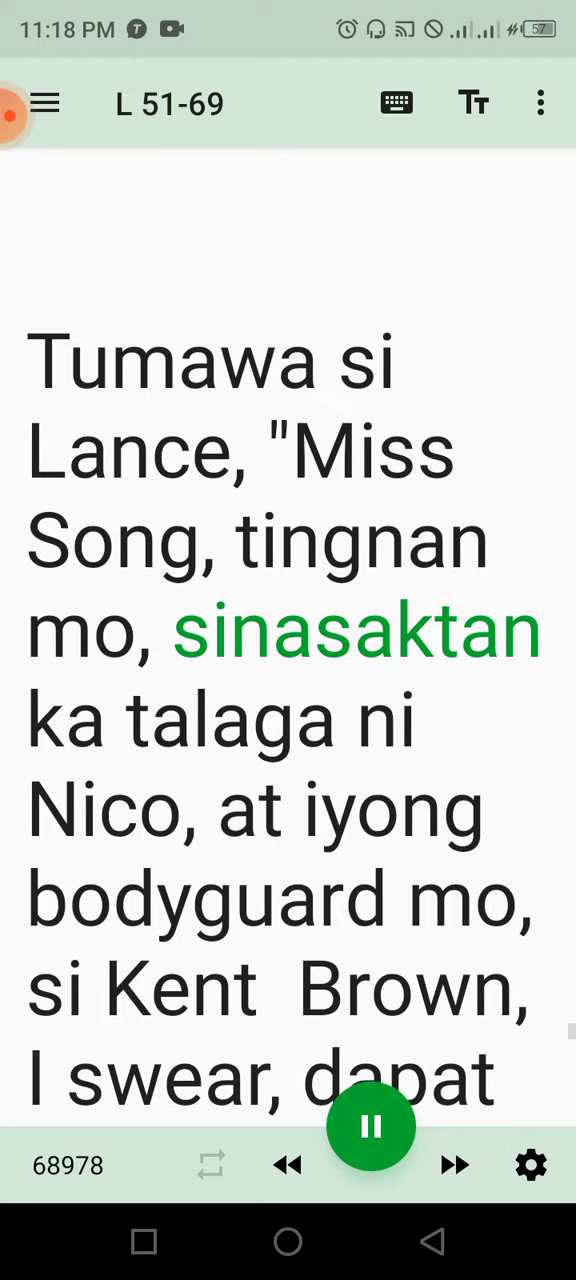 11:18 PM
57
L 51-69
Tumawa si
Lance, "Miss
Song, tingnan
mo, sinasaktan
ka talaga ni
Nico, at iyong
bodyguard mo,
si Kent  Brown,
I swear, dapat
68978